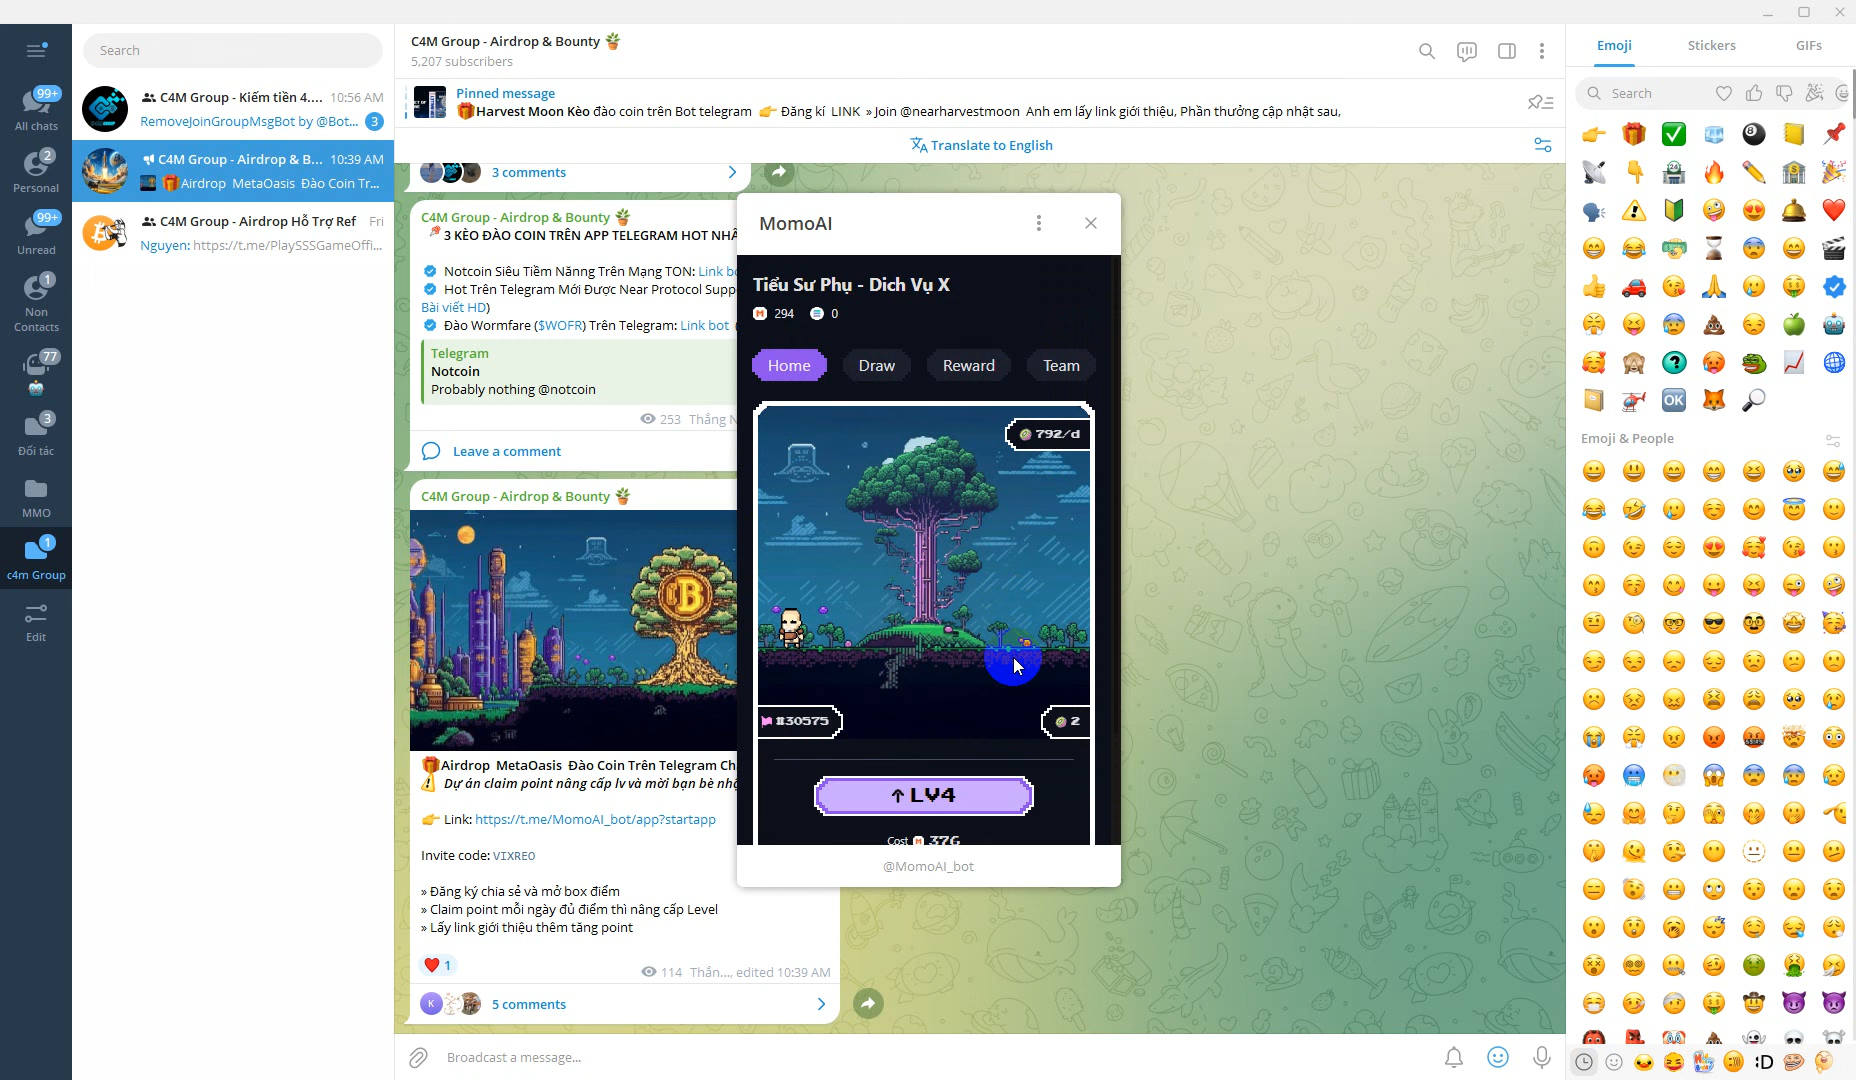 Search
99+
All chats
2
Personal
99+
Unread
1
Non
Contacts
77
3
Đối tác
MMO
1
c4m Group
Edit
C4M Group - Kiếm tiền 4....
10:56 AM
RemoveJoinGroupMsgBot by @Bot...
3
C4M Group - Airdrop & B...
10:39 AM
🎁Airdrop MetaOasis Đào Coin Tr...
C4M Group - Airdrop Hỗ Trợ Ref
Fri
Nguyen: https://t.me/PlaySSSGameOffi...
C4M Group - Airdrop & Bounty 🪴
5,207 subscribers
Pinned message
🎁Harvest Moon Kèo đào coin trên Bot telegram 👉 Đăng kí LINK » Join @nearharvestmoon Anh em lấy link giới thiệu, Phần thưởng cập nhật sau,
Translate to English
3 comments
C4M Group - Airdrop & Bounty 🪴
3 KÈO ĐÀO COIN TRÊN APP TELEGRAM HOT NHÂ
Notcoin Siêu Tiềm Nănng Trên Mạng TON: Link bo
Hot Trên Telegram Mới Được Near Protocol Supp
Bài viết HD)
Đào Wormfare ($WOFR) Trên Telegram: Link bot
Telegram
Notcoin
Probably nothing @notcoin
253 Thắng N
Leave a comment
C4M Group - Airdrop & Bounty 🪴
🎁Airdrop MetaOasis Đào Coin Trên Telegram Ch
⚠️ Dự án claim point nâng cấp lv và mời bạn bè nhộ
👉 Link: https://t.me/MomoAI_bot/app?startapp
Invite code: VIXREO
» Đăng ký chia sẻ và mở box điểm
» Claim point mỗi ngày đủ điểm thì nâng cấp Level
» Lấy link giới thiệu thêm tăng point
❤️ 1
114 Thắn..., edited 10:39 AM
K
5 comments
Broadcast a message...
MomoAI
Tiểu Sư Phụ - Dich Vụ X
M 294
0
Home
Draw
Reward
Team
792/d
#30575
2
↑ LV4
Cost M 376
@MomoAI_bot
Emoji
Stickers
GIFs
Search
OK
Emoji & People
:D